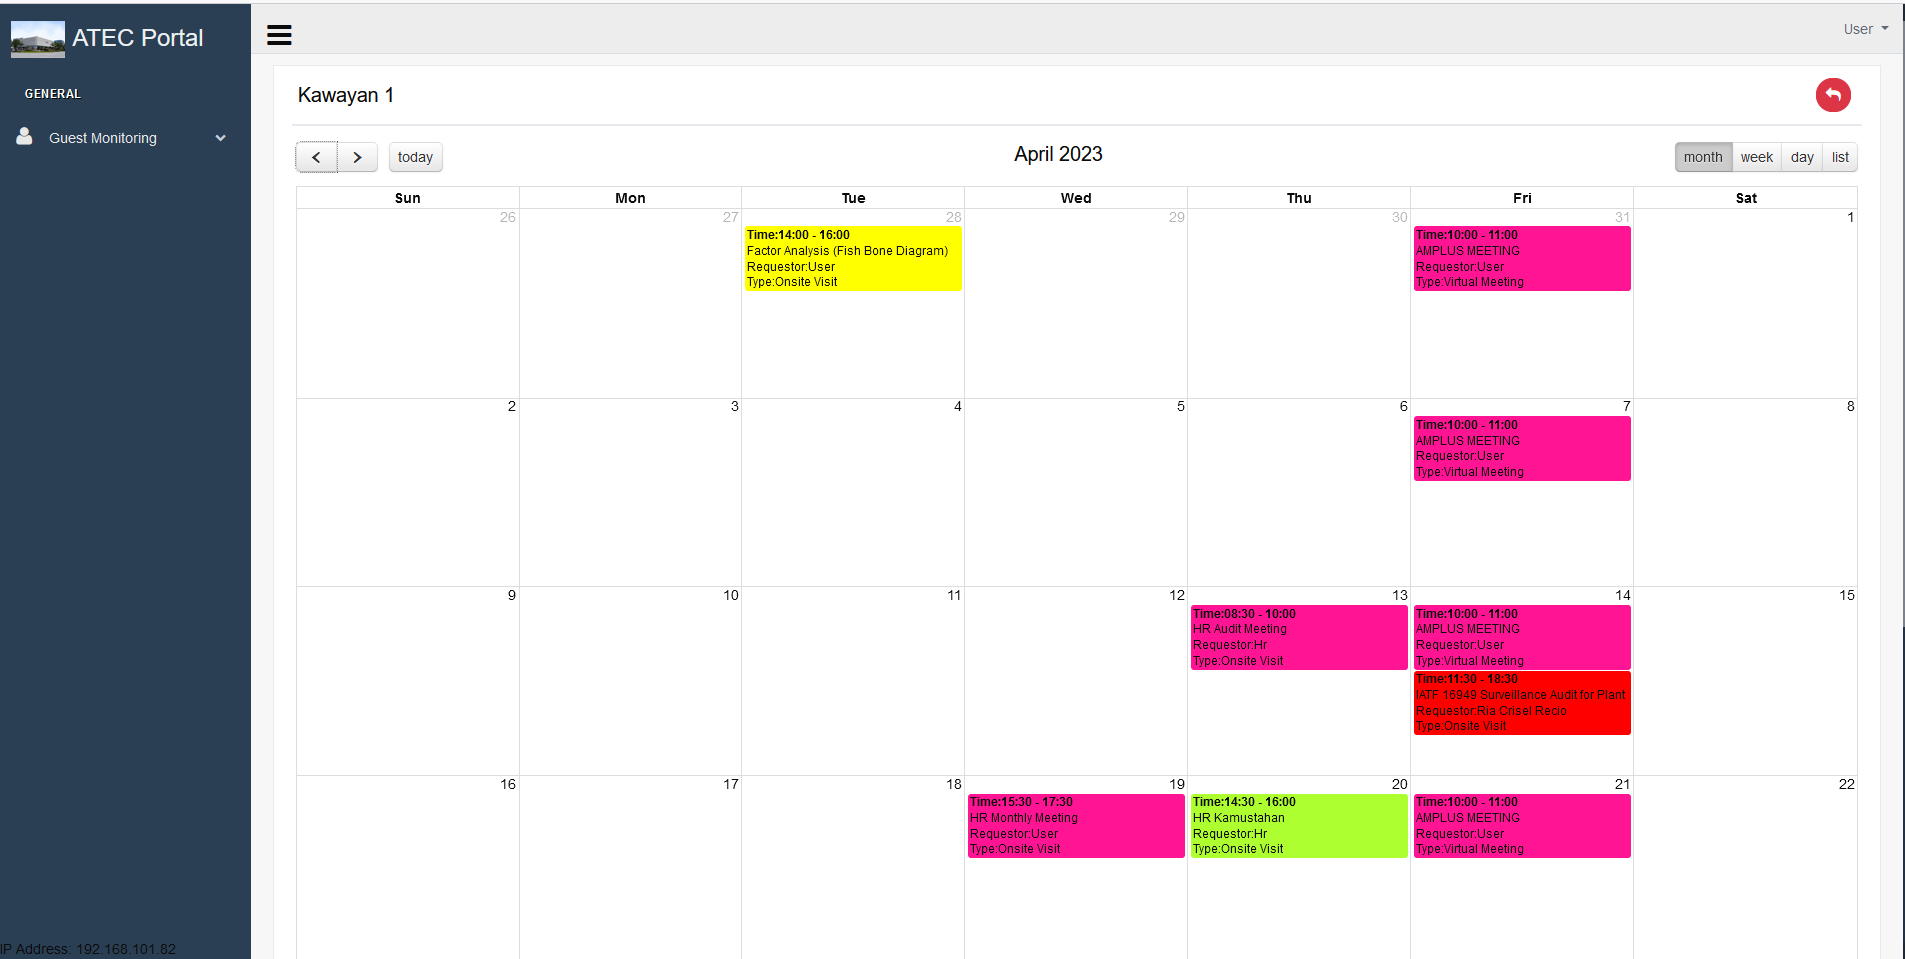 ATEC Portal
User
GENERAL
Guest Monitoring
Kawayan 1
today
April 2023
month week day list
Sun Mon Tue Wed Thu Fri Sat
26 27 28 29 30 31 1
Time:14:00 - 16:00
Factor Analysis (Fish Bone Diagram)
Requestor:User
Type:Onsite Visit
Time:10:00 - 11:00
AMPLUS MEETING
Requestor:User
Type:Virtual Meeting
2 3 4 5 6 7 8
Time:10:00 - 11:00
AMPLUS MEETING
Requestor:User
Type:Virtual Meeting
9 10 11 12 13 14 15
Time:08:30 - 10:00
HR Audit Meeting
Requestor:Hr
Type:Onsite Visit
Time:10:00 - 11:00
AMPLUS MEETING
Requestor:User
Type:Virtual Meeting
Time:11:30 - 18:30
IATF 16949 Surveillance Audit for Plant
Requestor:Ria Crisel Recio
Type:Onsite Visit
16 17 18 19 20 21 22
Time:15:30 - 17:30
HR Monthly Meeting
Requestor:User
Type:Onsite Visit
Time:14:30 - 16:00
HR Kamustahan
Requestor:Hr
Type:Onsite Visit
Time:10:00 - 11:00
AMPLUS MEETING
Requestor:User
Type:Virtual Meeting
IP Address: 192.168.101.82